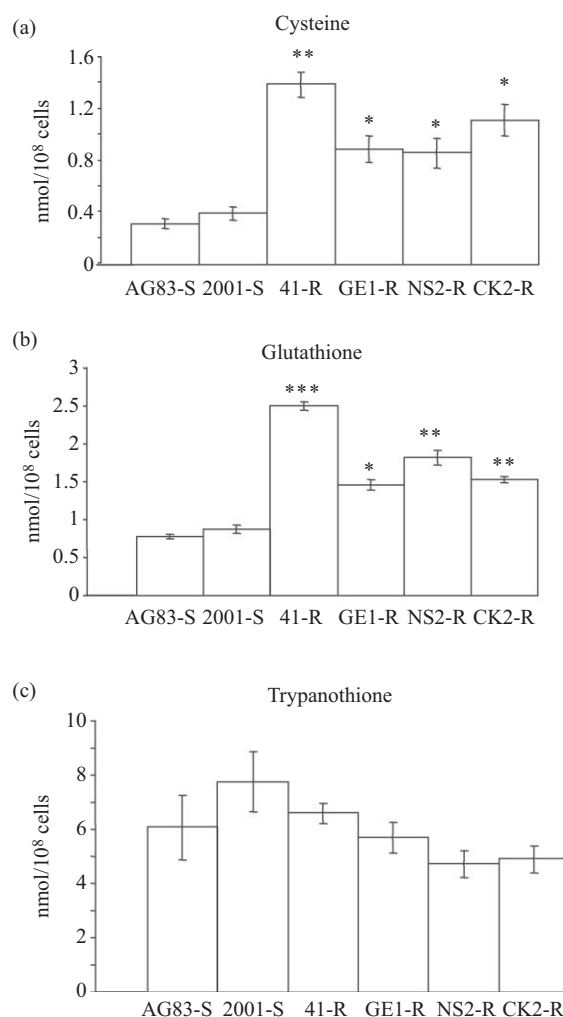 (a)
Cysteine
nmol/10⁸ cells
1.6
1.2
0.8
0.4
0
**
*
*
*
AG83-S 2001-S 41-R GE1-R NS2-R CK2-R
(b)
Glutathione
nmol/10⁸ cells
3
2.5
2
1.5
1
0.5
0
***
*
**
**
AG83-S 2001-S 41-R GE1-R NS2-R CK2-R
(c)
Trypanothione
nmol/10⁸ cells
10
8
6
4
2
0
AG83-S 2001-S 41-R GE1-R NS2-R CK2-R